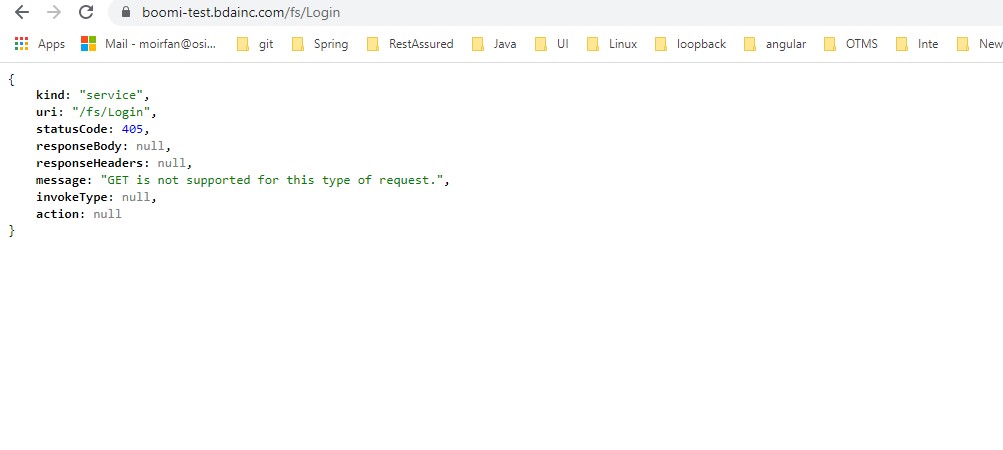 boomi-test.bdainc.com/fs/Login
Apps Mail - moirfan@osi... git Spring RestAssured Java UI Linux loopback angular OTMS Inte New
{
kind: "service",
uri: "/fs/Login",
statusCode: 405,
responseBody: null,
responseHeaders: null,
message: "GET is not supported for this type of request.",
invokeType: null,
action: null
}